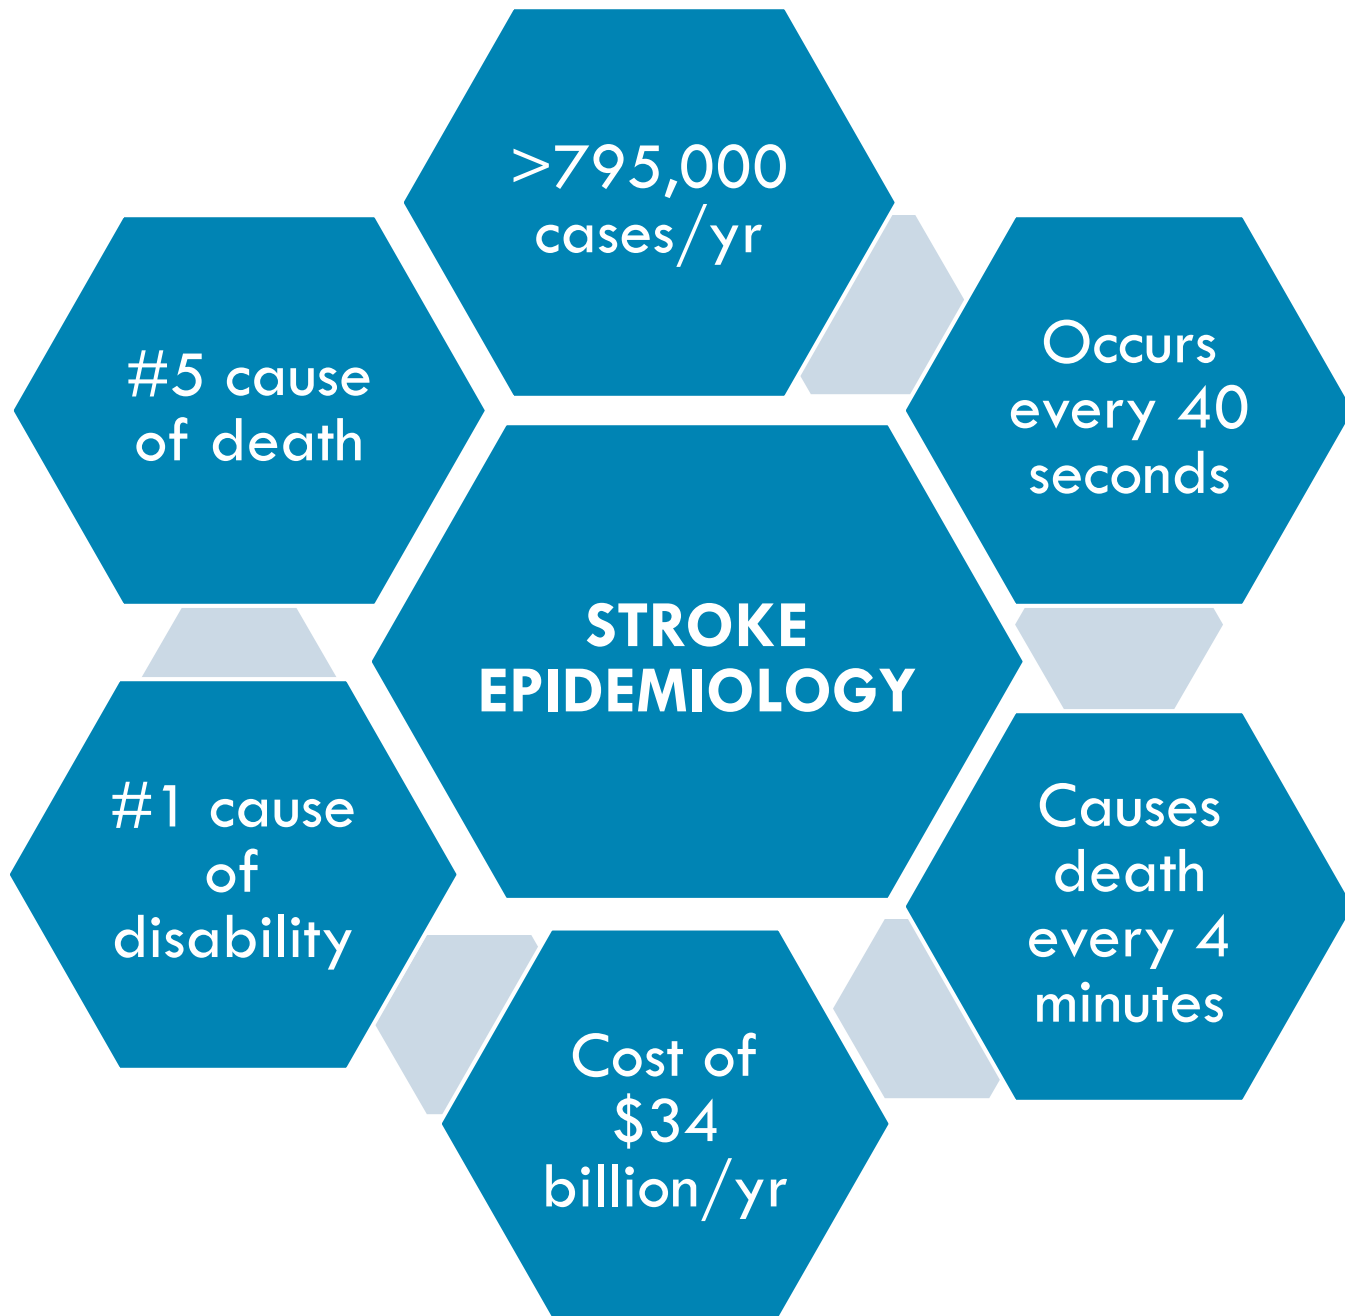 >795,000
cases/yr
Occurs
every 40
seconds
Causes
death
every 4
minutes
Cost of
$34
billion/yr
#1 cause
of
disability
#5 cause
of death
STROKE
EPIDEMIOLOGY